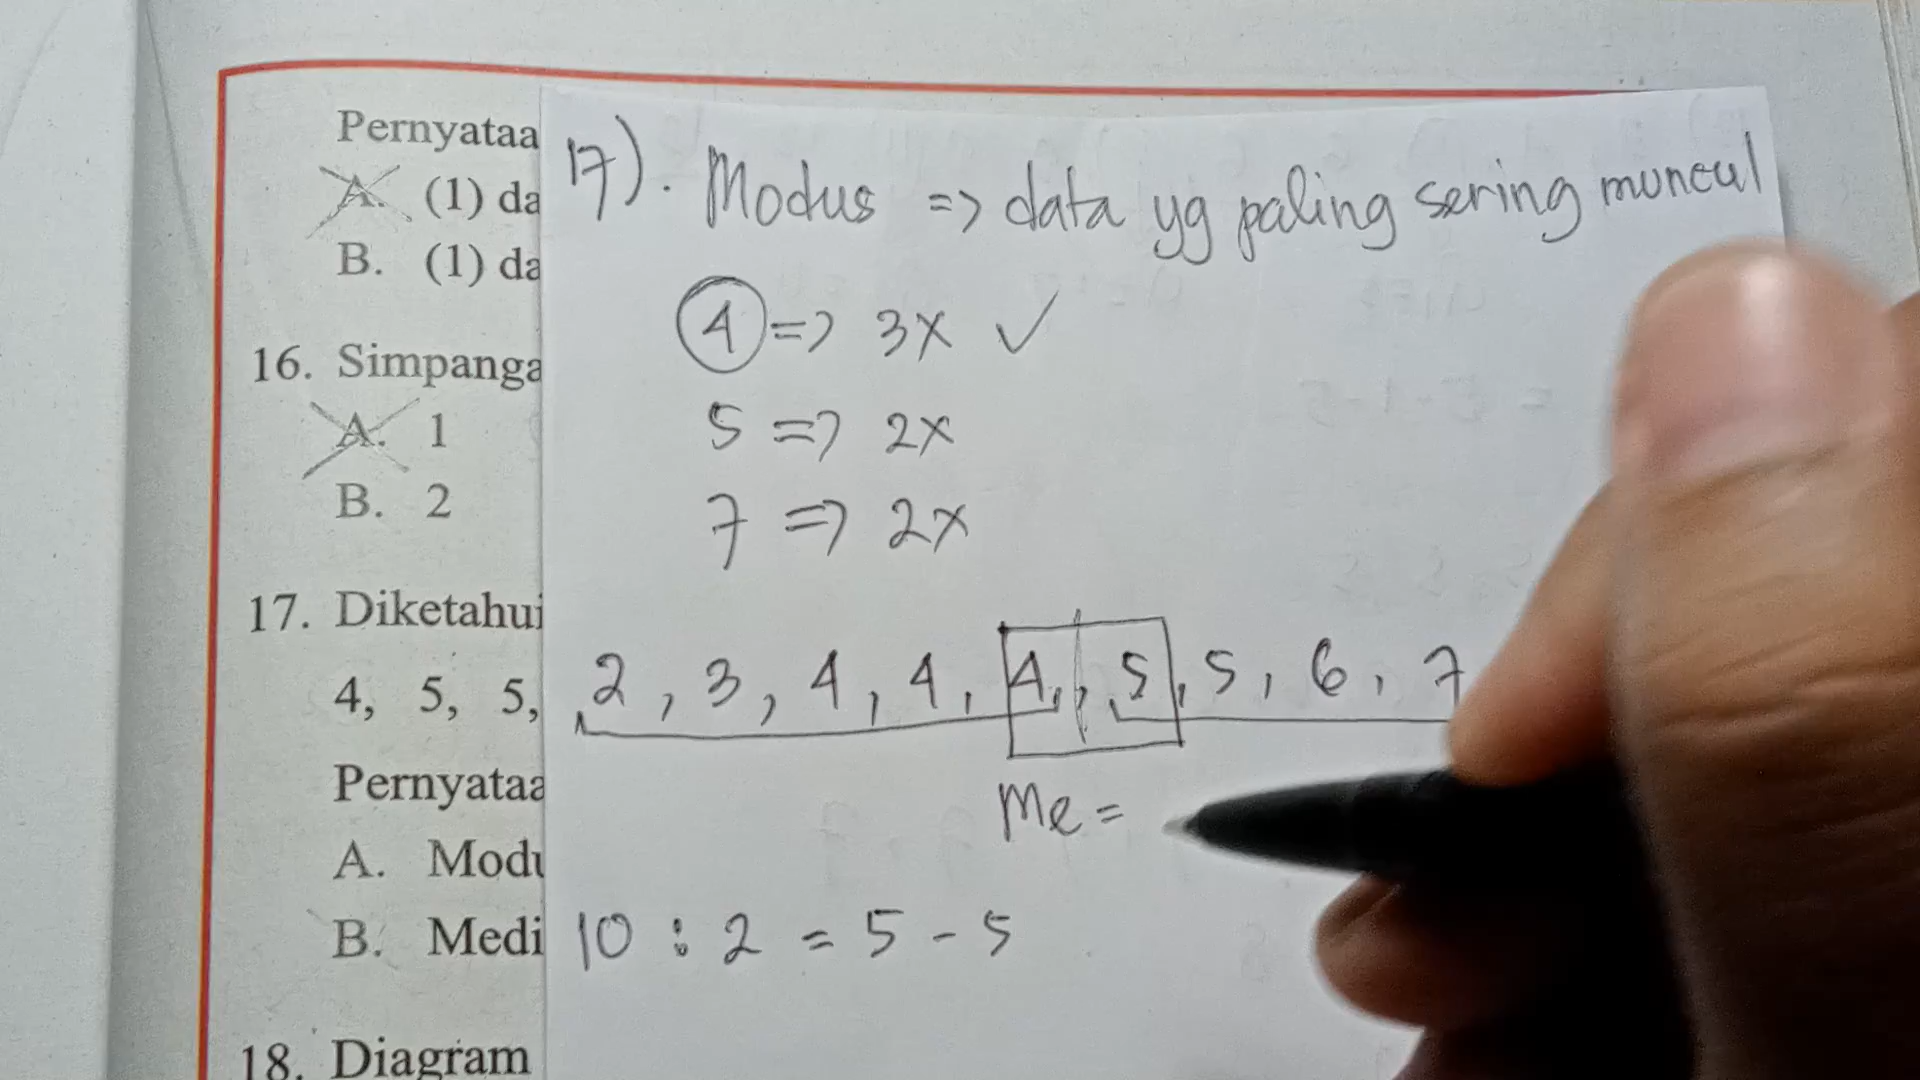 Pernyataa
A. (1) da
B. (1) da
16. Simpanga
A. 1
B. 2
17. Diketahui
4, 5, 5,
Pernyataa
A. Modu
B. Medi
18. Diagram
17). Modus => data yg paling sering muncul
4 => 3x ✓
5 => 2x
7 => 2x
2, 3, 4, 4, 4, 5, 5, 6, 7
Me =
10 : 2 = 5 - 5